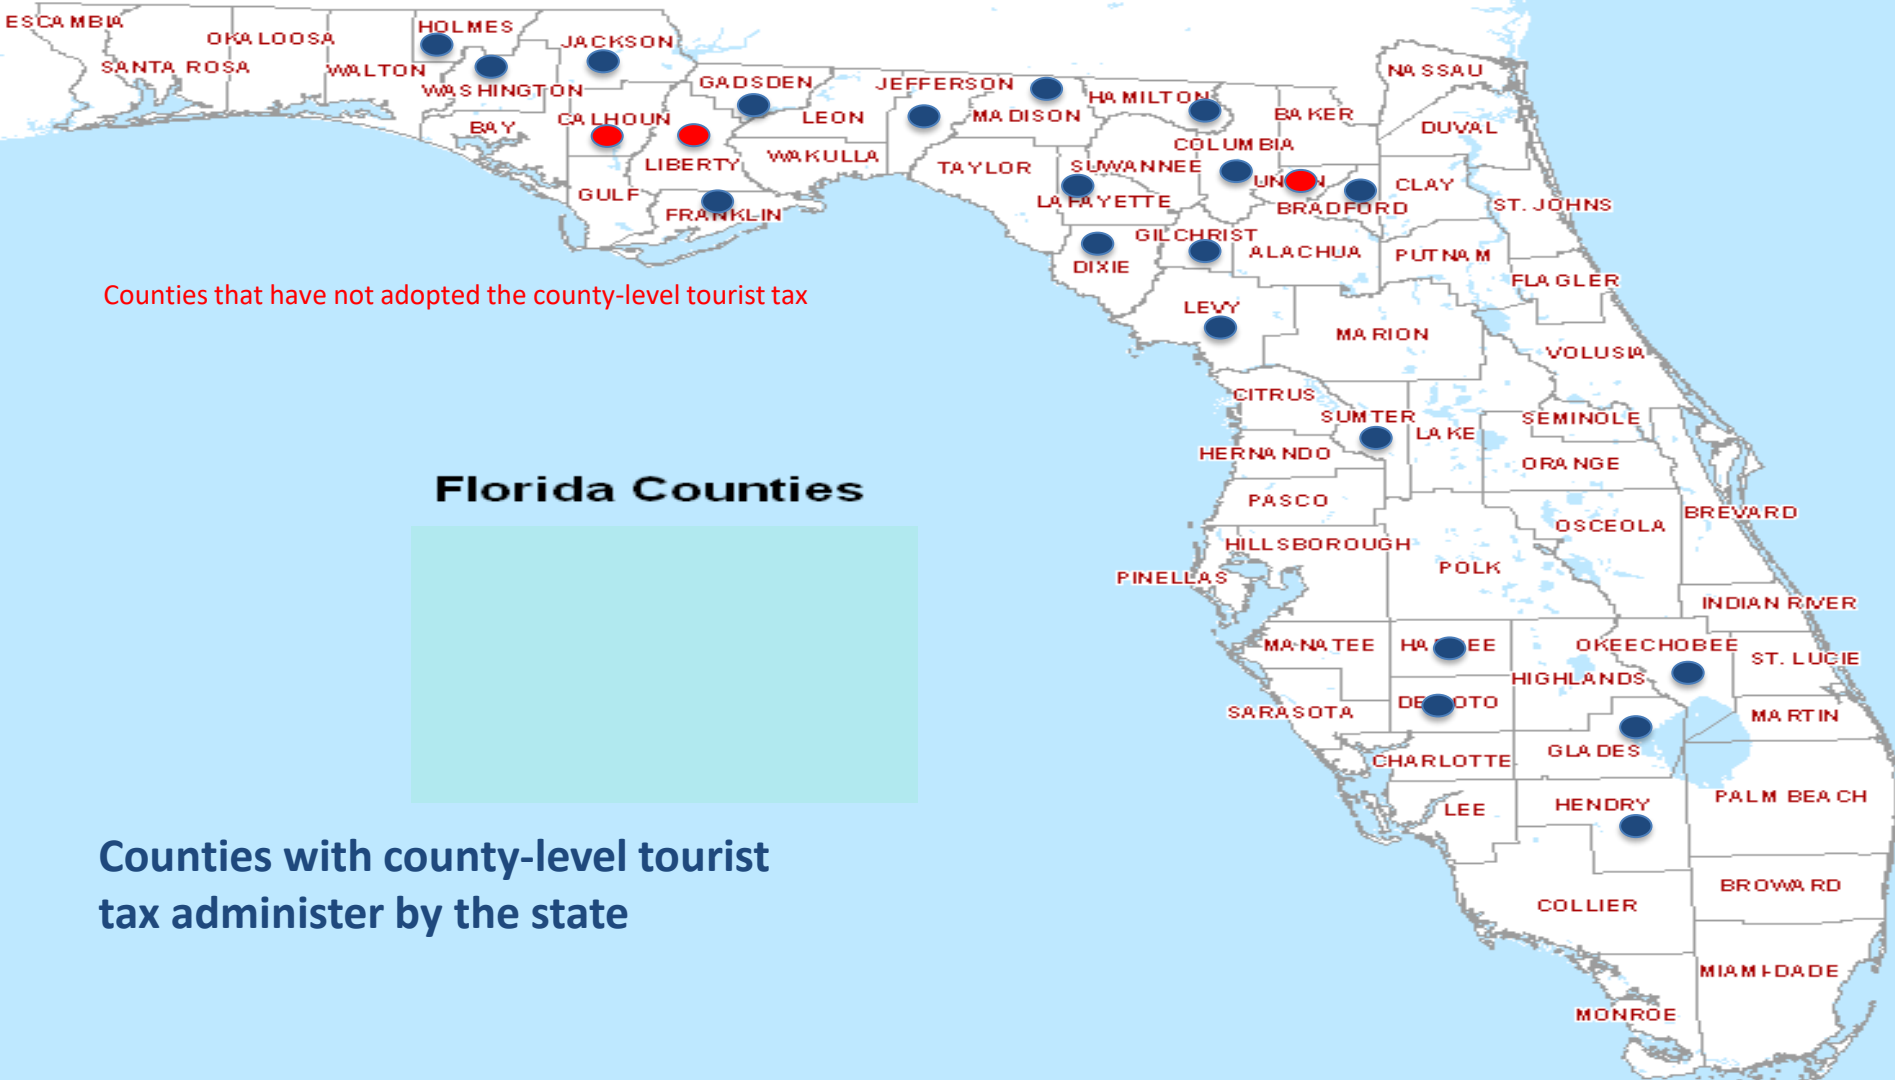 ESCAMBIA
SANTA ROSA
OKALOOSA
WALTON
HOLMES
WASHINGTON
JACKSON
BAY
CALHOUN
GULF
LIBERTY
FRANKLIN
GADSDEN
LEON
WAKULLA
JEFFERSON
MADISON
TAYLOR
HAMILTON
SUWANNEE
LAFAYETTE
COLUMBIA
BAKER
BRADFORD
NASSAU
DUVAL
CLAY
ST. JOHNS
DIXIE
GILCHRIST
ALACHUA
PUTNAM
FLAGLER
LEVY
MARION
VOLUSIA
Counties that have not adopted the county-level tourist tax
CITRUS
SUMTER
LAKE
SEMINOLE
HERNANDO
ORANGE
Florida Counties
PASCO
OSCEOLA
BREVARD
HILLSBOROUGH
PINELLAS
POLK
INDIAN RIVER
MANATEE
HA EE
OKEECHOBEE
ST. LUCIE
HIGHLANDS
SARASOTA
DE OTO
MARTIN
CHARLOTTE
GLADES
LEE
HENDRY
PALM BEACH
Counties with county-level tourist
tax administer by the state
BROWARD
COLLIER
MIAMI-DADE
MONROE